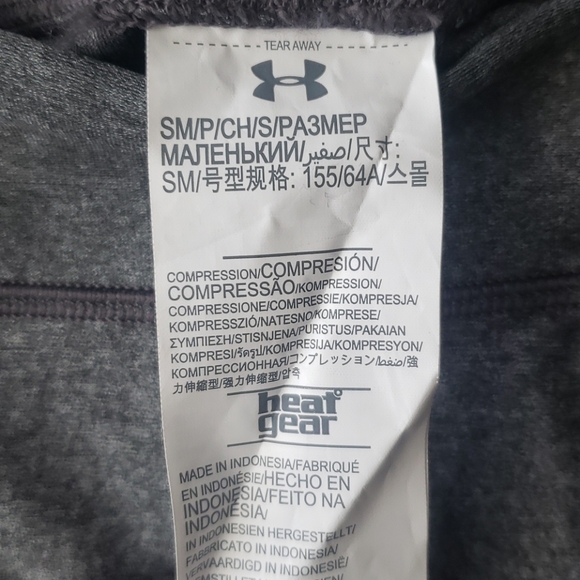 TEAR AWAY
SM/P/CH/S/РАЗМЕР
МАЛЕНЬКИЙ/صغير/尺寸:
SM/号型规格: 155/64A/스몰
COMPRESSION/COMPRESIÓN/
COMPRESSÃO/KOMPRESSION/
COMPRESSIONE/COMPRESSIE/KOMPRESJA/
KOMPRESSZIÓ/NATESNO/KOMPRESE/
ΣΥΜΠΙΕΣΗ/STISNJENA/PURISTUS/PAKAIAN
KOMPRESI/รัดรูป/KOMPRESIJA/KOMPRESYON/
КОМПРЕССИОННАЯ/コンプレッション/ضغط/強
力伸縮型/强力伸缩型/압축
heat
gear
MADE IN INDONESIA/FABRIQUÉ
EN INDONÉSIE/HECHO EN
INDONESIA/FEITO NA
INDONÉSIA/
IN INDONESIEN HERGESTELLT/
FABBRICATO IN INDONESIA/
VERVAARDIGD IN INDONESIË/